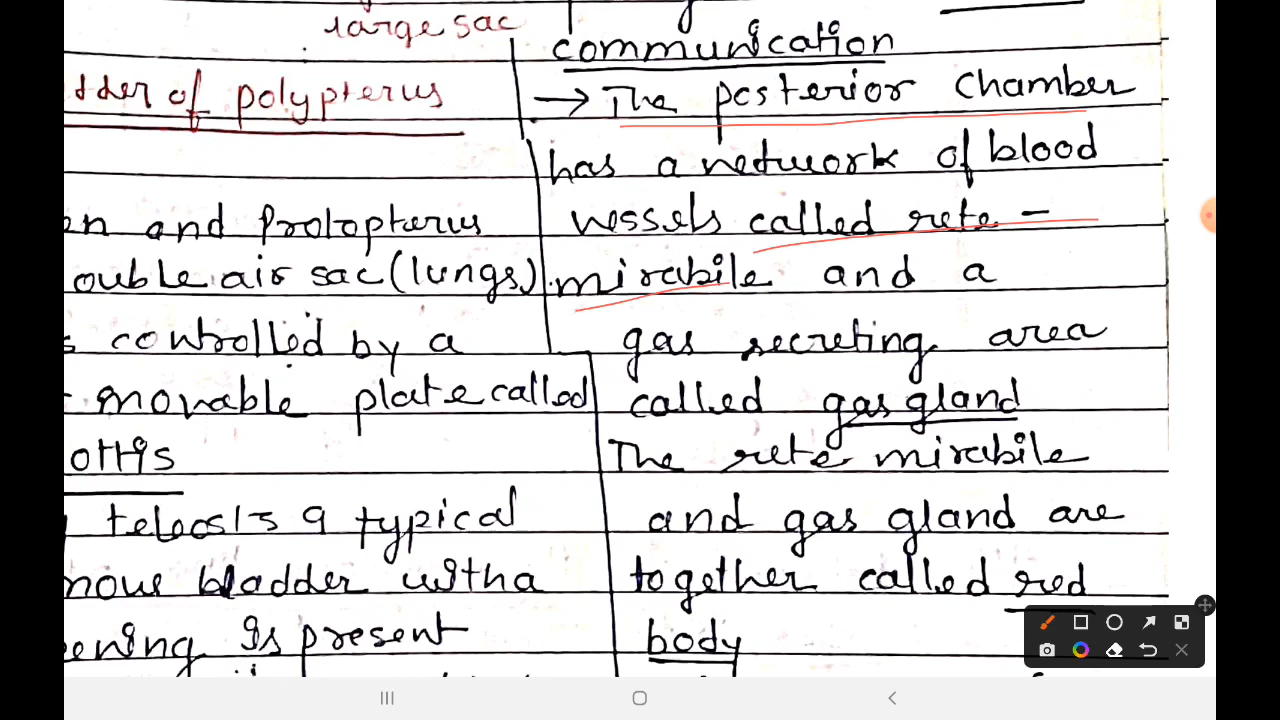 large sac
dder of polypterus
en and Protopterus
ouble air sac (lungs).
s controlled by a
movable plate called
ottis
teleosts a typical
nous bladder with a
ening is present
communication
→ The posterior chamber
has a network of blood
vessels called rete -
mirabile and a
gas secreting area
called gas gland
The rete mirabile
and gas gland are
together called red
body